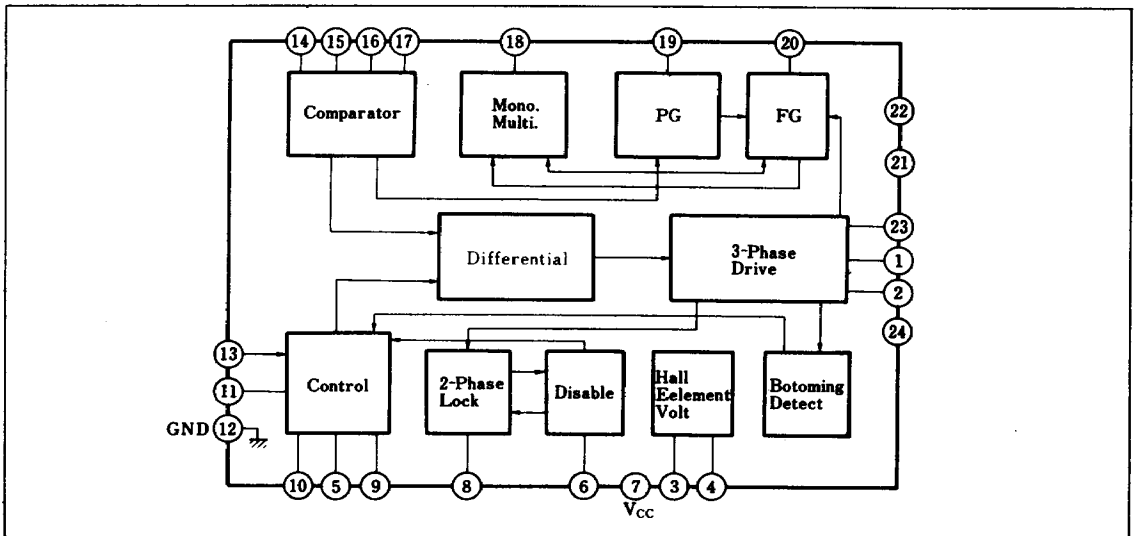 14 15 16 17 18 19 20
Comparator
Mono.
Multi.
PG
FG
22
21
Differential
3-Phase
Drive
23
1
2
24
13
11
GND 12
Control
2-Phase
Lock
Disable
Hall
Eelement
Volt
Botoming
Detect
10 5 9 8 6 7 3 4
VCC